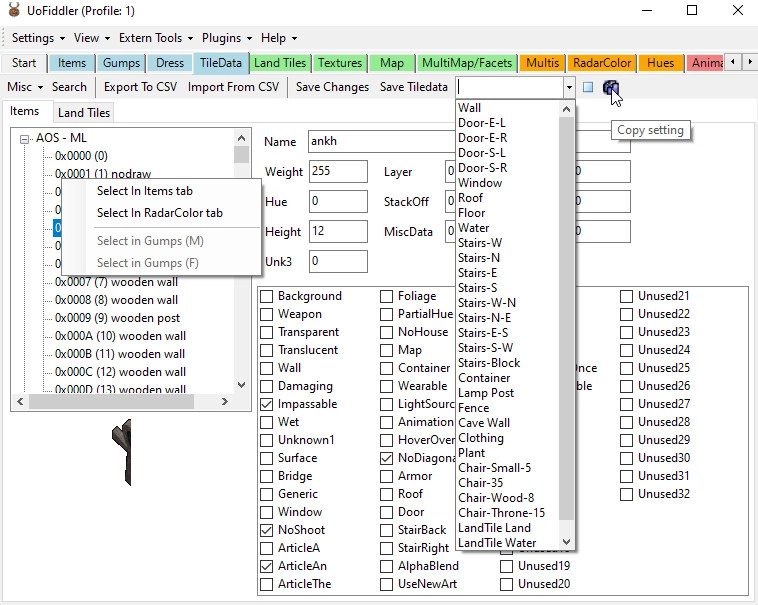 UoFiddler (Profile: 1)
Settings View Extern Tools Plugins Help
Start Items Gumps Dress TileData Land Tiles Textures Map MultiMap/Facets Multis RadarColor Hues Anima
Misc Search Export To CSV Import From CSV Save Changes Save Tiledata
Copy setting
Items Land Tiles
AOS - ML
0x0000 (0)
0x0001 (1) nodraw
Select In Items tab
Select In RadarColor tab
Select in Gumps (M)
Select in Gumps (F)
0x0007 (7) wooden wall
0x0008 (8) wooden wall
0x0009 (9) wooden post
0x000A (10) wooden wall
0x000B (11) wooden wall
0x000C (12) wooden wall
0x000D (13) wooden wall
Name ankh
Weight 255 Layer 0 0
Hue 0 StackOff 0 0
Height 12 MiscData 0 0
Unk3 0
Wall
Door-E-L
Door-E-R
Door-S-L
Door-S-R
Window
Roof
Floor
Water
Stairs-W
Stairs-N
Stairs-E
Stairs-S
Stairs-W-N
Stairs-N-E
Stairs-E-S
Stairs-S-W
Stairs-Block
Container
Lamp Post
Fence
Cave Wall
Clothing
Plant
Chair-Small-5
Chair-35
Chair-Wood-8
Chair-Throne-15
LandTile Land
LandTile Water
Background
Weapon
Transparent
Translucent
Wall
Damaging
Impassable
Wet
Unknown1
Surface
Bridge
Generic
Window
NoShoot
ArticleA
ArticleAn
ArticleThe
Foliage
PartialHue
NoHouse
Map
Container
Wearable
LightSourc
Animation
HoverOver
NoDiagona
Armor
Roof
Door
StairBack
StairRight
AlphaBlend
UseNewArt
nce
ble
Unused19
Unused20
Unused21
Unused22
Unused23
Unused24
Unused25
Unused26
Unused27
Unused28
Unused29
Unused30
Unused31
Unused32